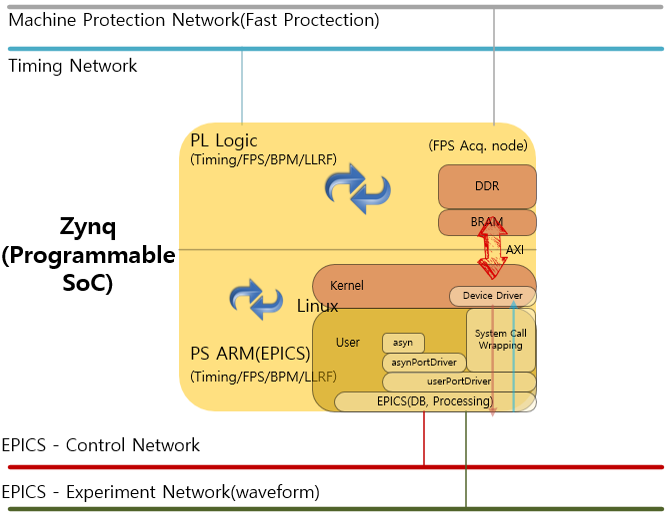 Machine Protection Network(Fast Proctection)
Timing Network
PL Logic
(Timing/FPS/BPM/LLRF)
(FPS Acq. node)
DDR
BRAM
AXI
Zynq
(Programmable
SoC)
Kernel
Device Driver
Linux
User
asyn
System Call
Wrapping
PS ARM(EPICS)
asynPortDriver
(Timing/FPS/BPM/LLRF)
userPortDriver
EPICS(DB, Processing)
EPICS - Control Network
EPICS - Experiment Network(waveform)